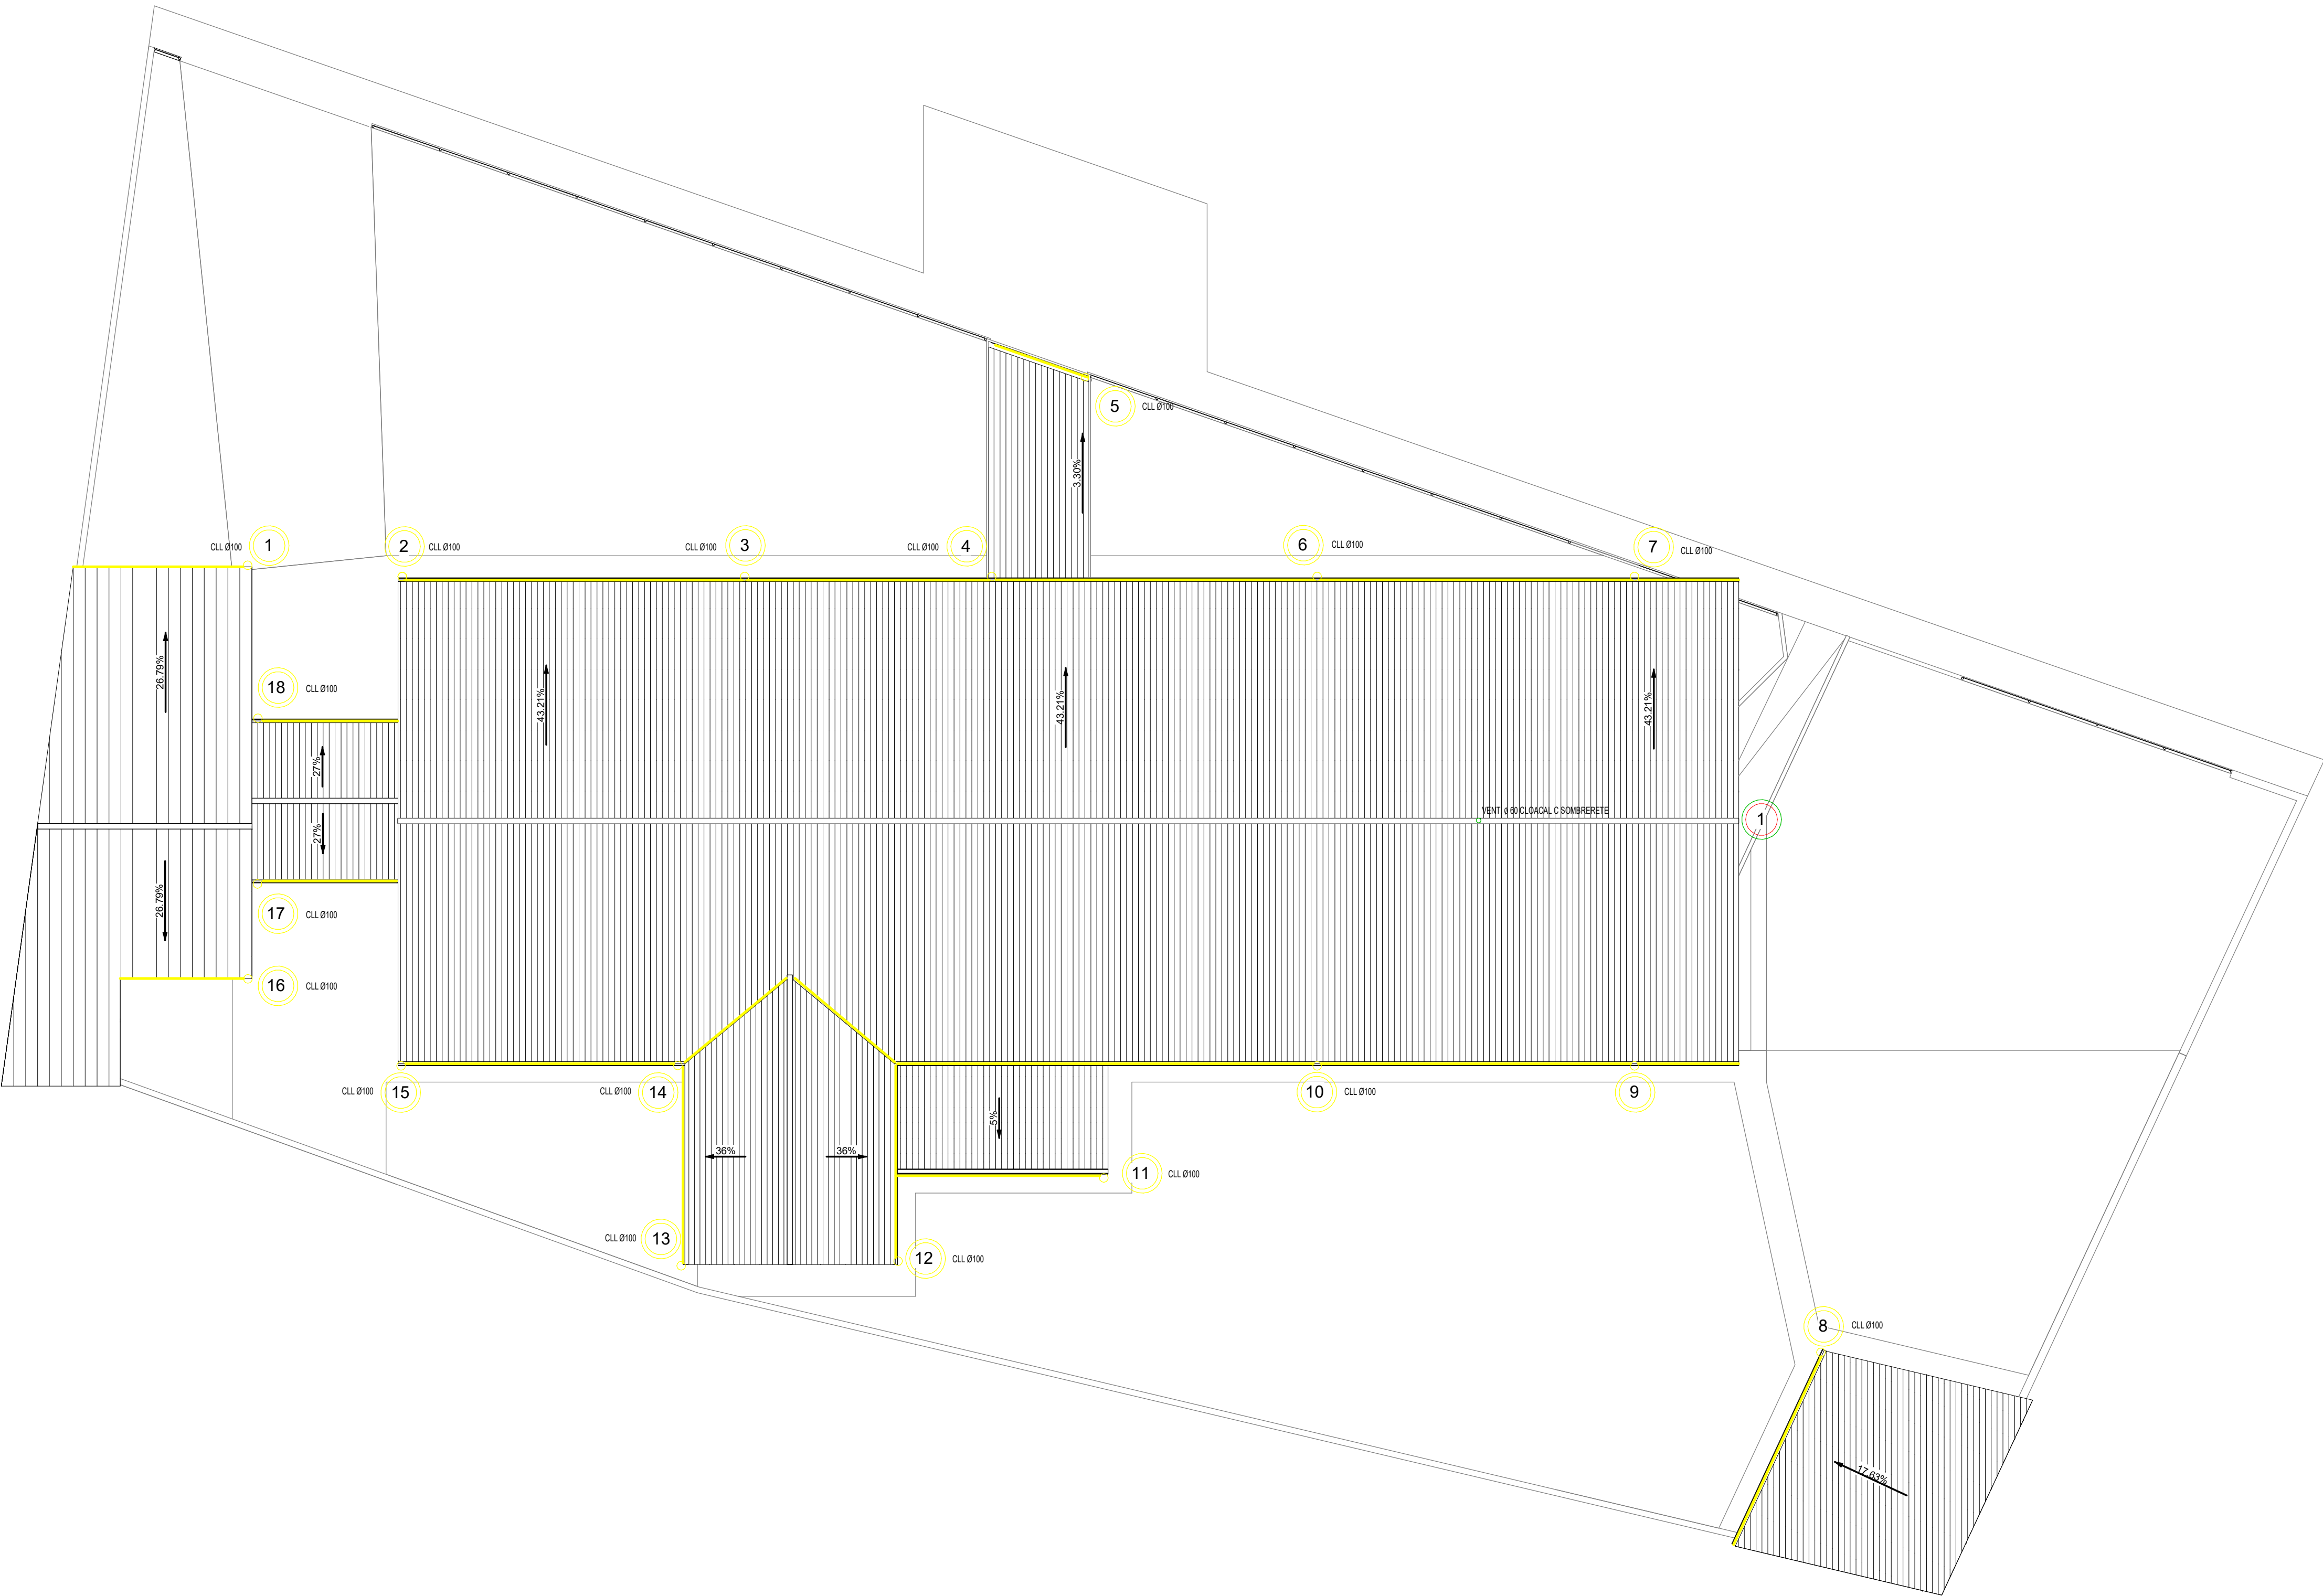 5 CLL Ø100
3.30%
CLL Ø100 1
2 CLL Ø100
CLL Ø100 3
CLL Ø100 4
6 CLL Ø100
7 CLL Ø100
26.79%
18 CLL Ø100
43.21%
43.21%
43.21%
27%
VENT. ø 60 CLOACAL C SOMBRERETE
1
27%
26.79%
17 CLL Ø100
16 CLL Ø100
CLL Ø100 15
CLL Ø100 14
10 CLL Ø100
9
5%
36%
36%
11 CLL Ø100
CLL Ø100 13
12 CLL Ø100
8 CLL Ø100
17.63%